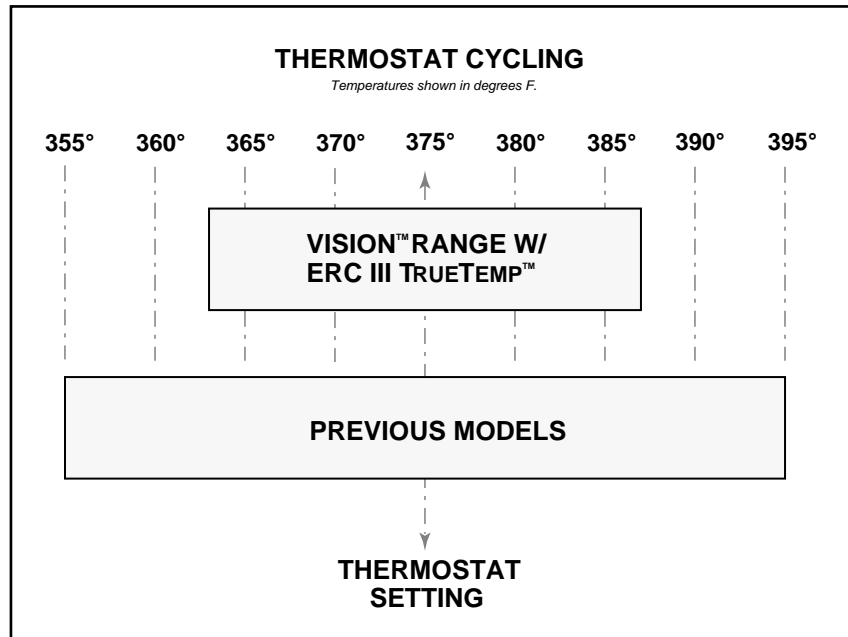 THERMOSTAT CYCLING
Temperatures shown in degrees F.
355° 360° 365° 370° 375° 380° 385° 390° 395°
VISION™ RANGE W/
ERC III TRUETEMP™
PREVIOUS MODELS
THERMOSTAT
SETTING